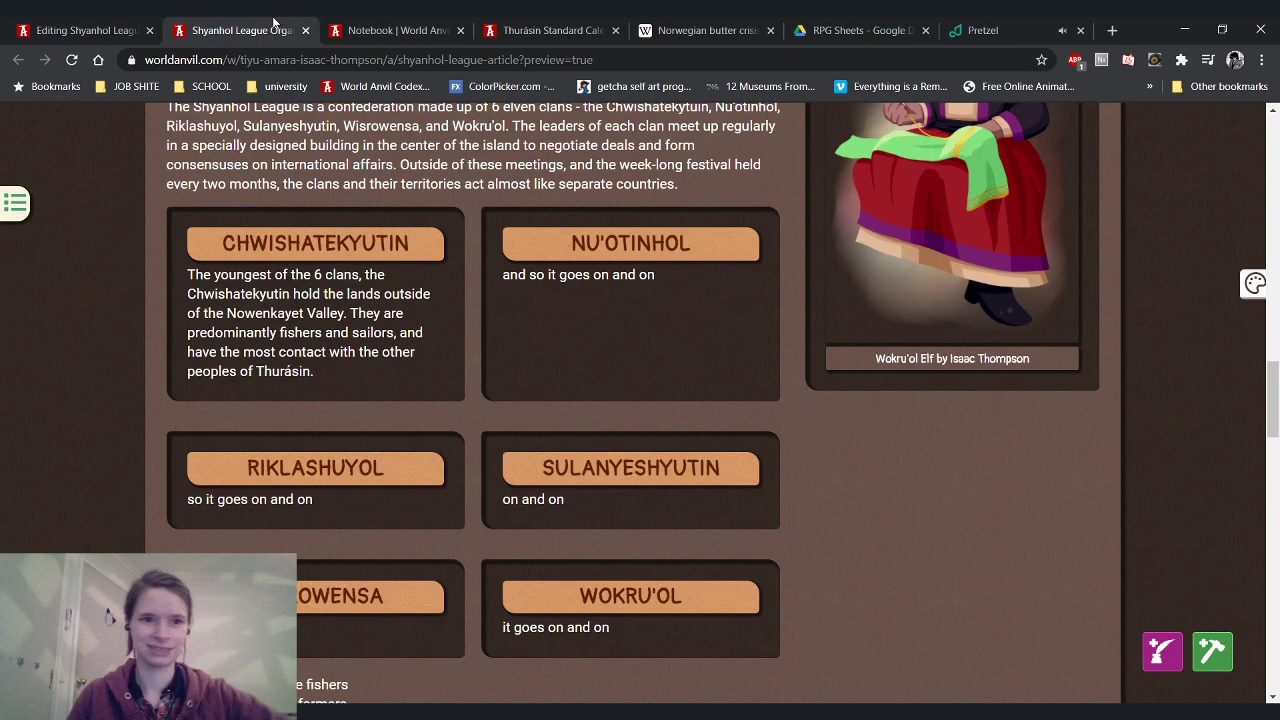 Editing Shyanhol Leagu
Shyanhol League Orga
Notebook | World Anvi
Thurásin Standard Cale
Norwegian butter crisis
RPG Sheets - Google D
Pretzel
worldanvil.com/w/tiyu-amara-isaac-thompson/a/shyanhol-league-article?preview=true
Bookmarks
JOB SHITE
SCHOOL
university
World Anvil Codex...
ColorPicker.com -...
getcha self art prog...
12 Museums From...
Everything is a Rem...
Free Online Animat...
Other bookmarks
The Shyanhol League is a confederation made up of 6 elven clans - the Chwishatekytuin, Nu'otinhol,
Riklashuyol, Sulanyeshyutin, Wisrowensa, and Wokru'ol. The leaders of each clan meet up regularly
in a specially designed building in the center of the island to negotiate deals and form
consensuses on international affairs. Outside of these meetings, and the week-long festival held
every two months, the clans and their territories act almost like separate countries.
CHWISHATEKYUTIN
The youngest of the 6 clans, the
Chwishatekyutin hold the lands outside
of the Nowenkayet Valley. They are
predominantly fishers and sailors, and
have the most contact with the other
peoples of Thurásin.
NU'OTINHOL
and so it goes on and on
Wokru'ol Elf by Isaac Thompson
RIKLASHUYOL
so it goes on and on
SULANYESHYUTIN
on and on
OWENSA
WOKRU'OL
it goes on and on
e fishers
farmers